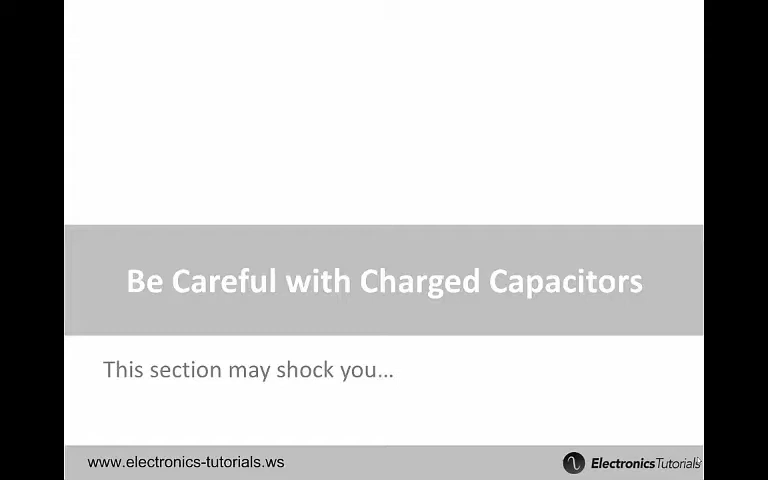 Be Careful with Charged Capacitors
This section may shock you...
www.electronics-tutorials.ws
ElectronicsTutorials